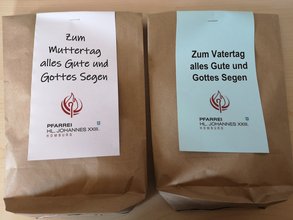 Zum
Muttertag
alles Gute und
Gottes Segen
PFARREI
HL. JOHANNES XXIII.
HOMBURG
Zum Vatertag
alles Gute und
Gottes Segen
PFARREI
HL. JOHANNES XXIII.
HOMBURG